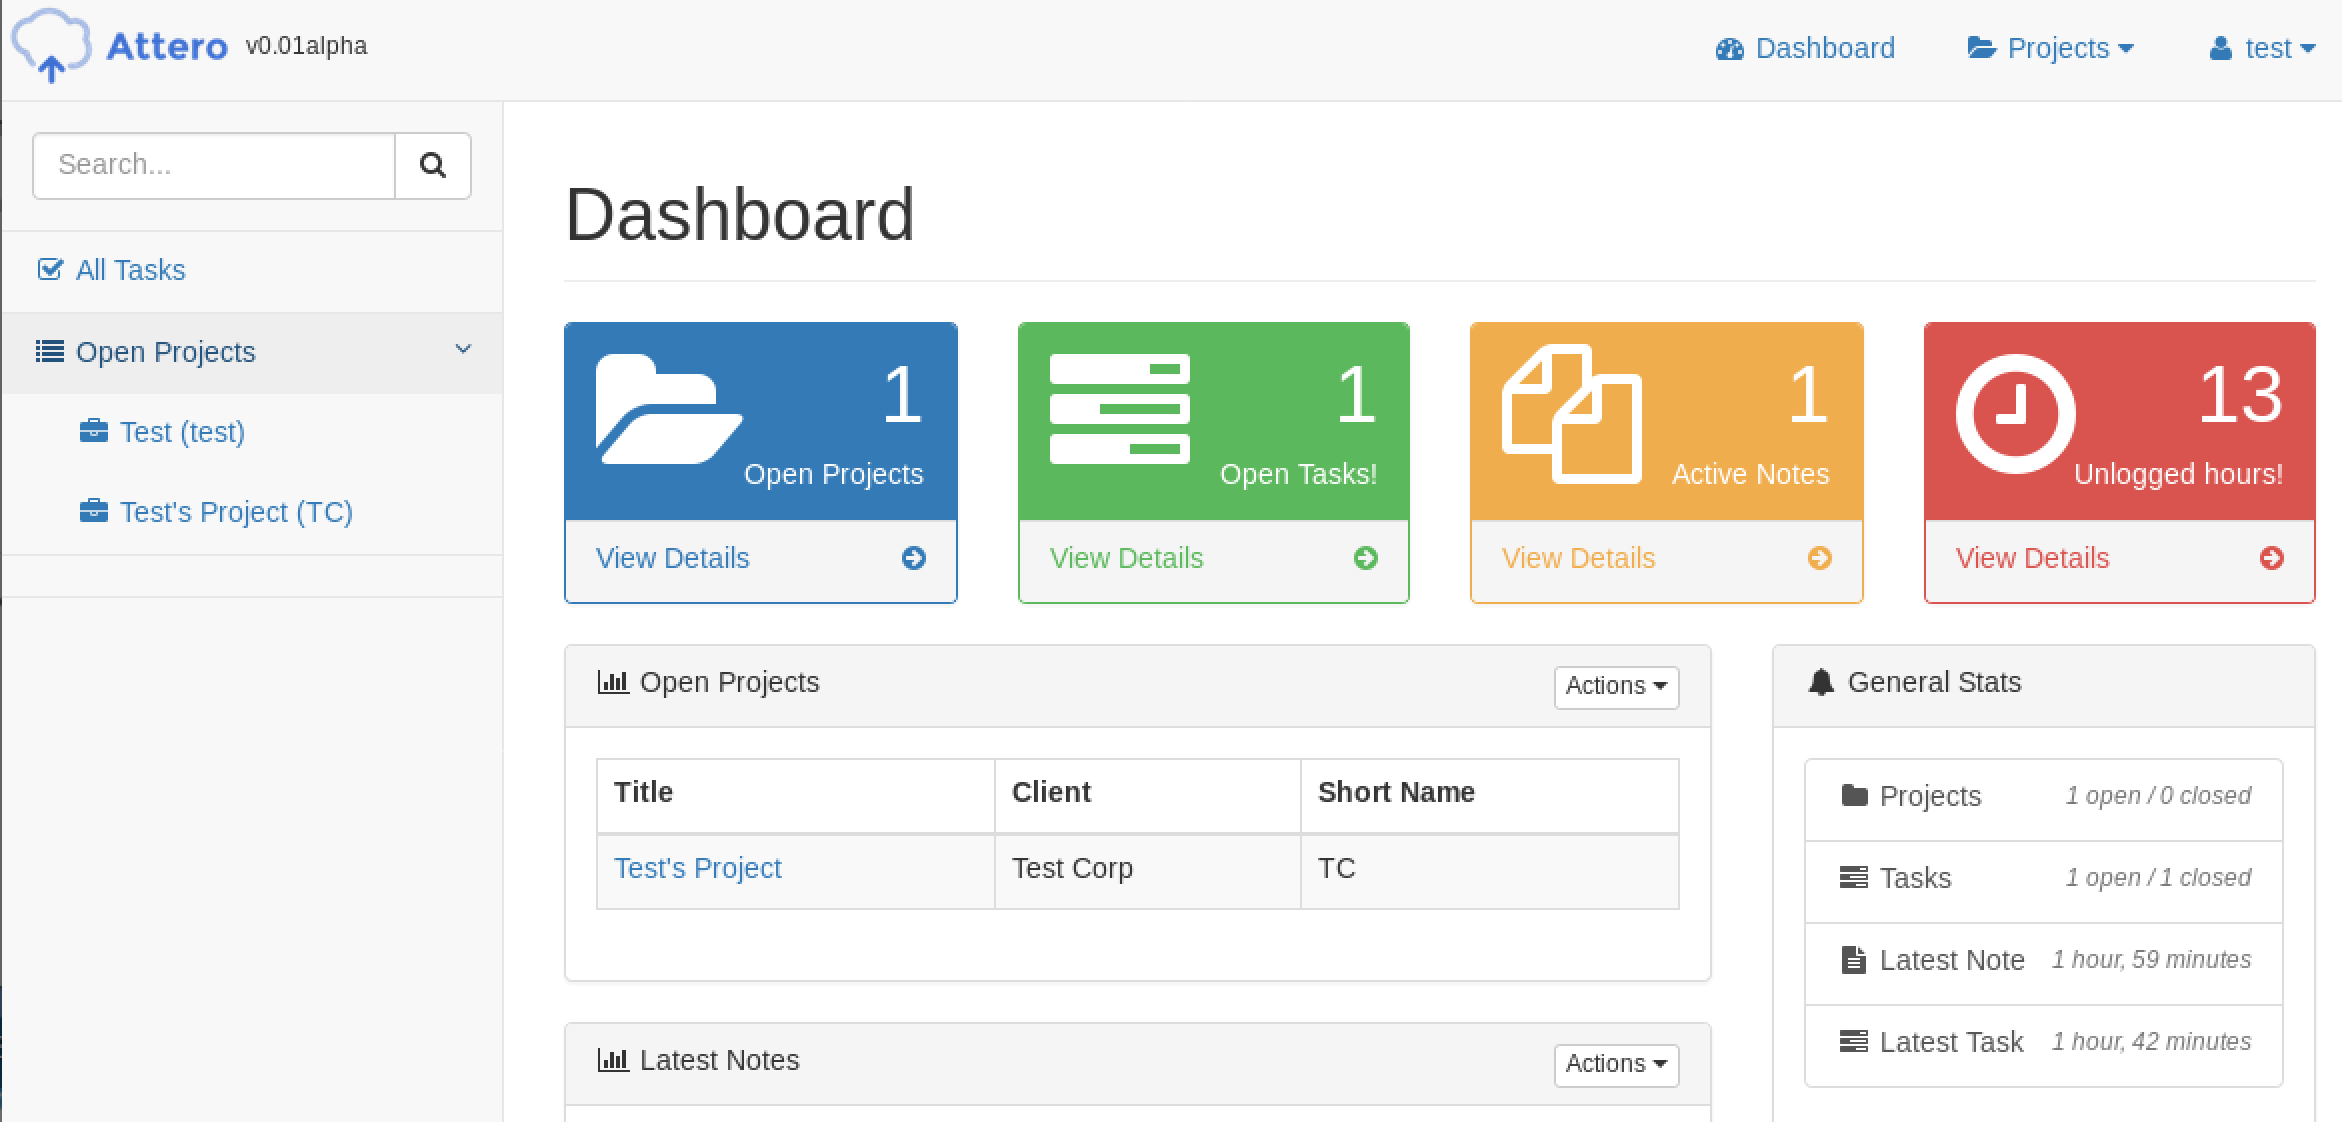 Attero v0.01alpha
Dashboard Projects test
Search...
All Tasks
Open Projects
Test (test)
Test's Project (TC)
Dashboard
1
Open Projects
View Details
1
Open Tasks!
View Details
1
Active Notes
View Details
13
Unlogged hours!
View Details
Open Projects Actions
Title Client Short Name
Test's Project Test Corp TC
Latest Notes Actions
General Stats
Projects 1 open / 0 closed
Tasks 1 open / 1 closed
Latest Note 1 hour, 59 minutes
Latest Task 1 hour, 42 minutes